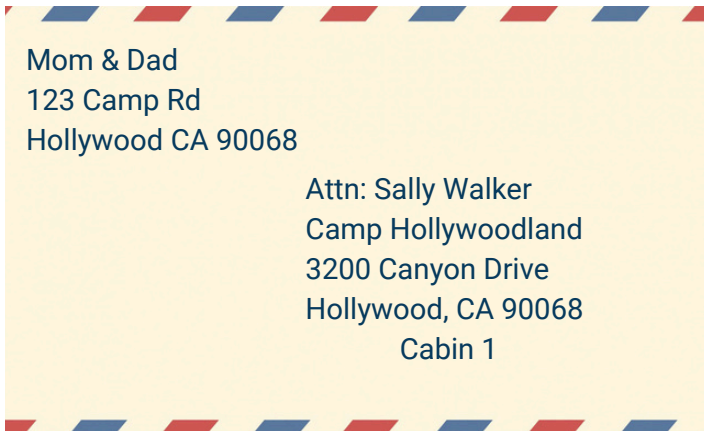 Mom & Dad
123 Camp Rd
Hollywood CA 90068
Attn: Sally Walker
Camp Hollywoodland
3200 Canyon Drive
Hollywood, CA 90068
Cabin 1